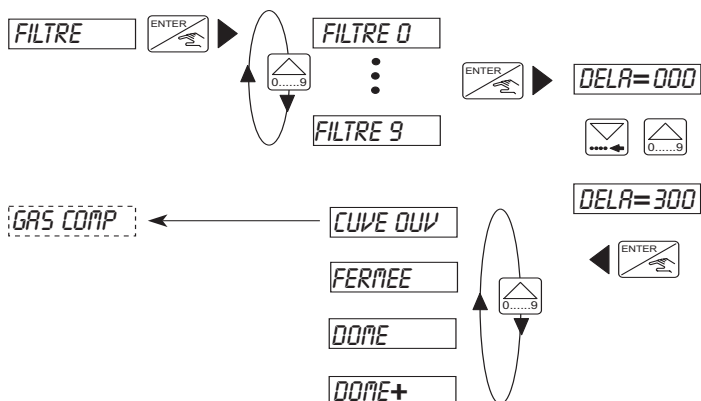 FILTRE
ENTER
0......9
FILTRE 0
FILTRE 9
ENTER
DELA=000
0......9
DELA=300
ENTER
GAS COMP
CUVE OUV
FERMEE
DOME
DOME+
0......9